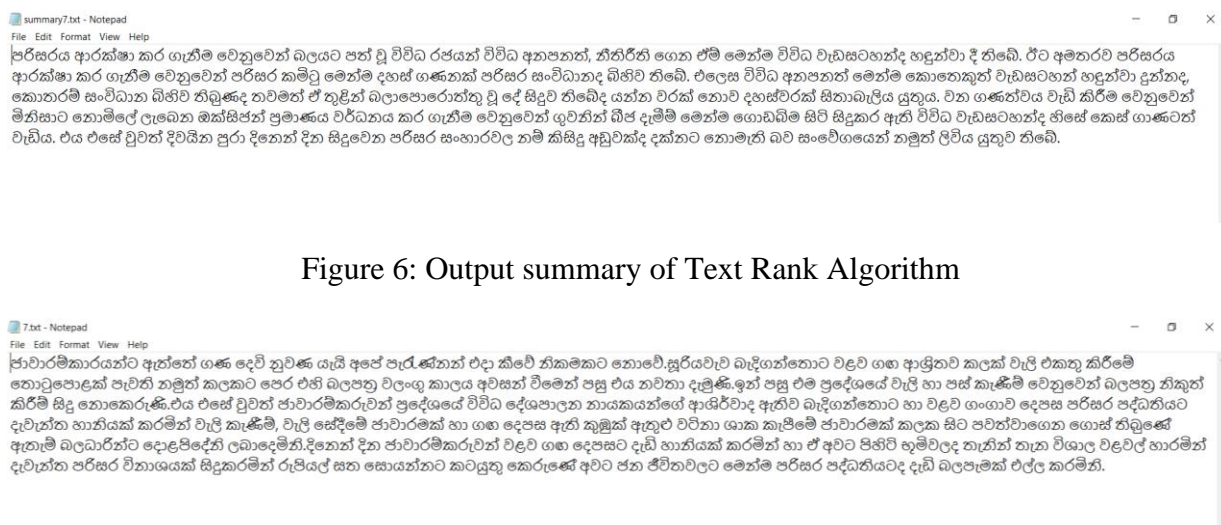 summary7.txt - Notepad
File Edit Format View Help
පරිසරය ආරක්ෂා කර ගැනීම වෙනුවෙන් බලයට පත් වූ විවිධ රජයන් විවිධ අනපනත්, නීතිරීති ගෙන ඒම් මෙන්ම විවිධ වැඩසටහන්ද හඳුන්වා දී තිබේ. ඊට අමතරව පරිසරය
ආරක්ෂා කර ගැනීම වෙනුවෙන් පරිසර කමිටු මෙන්ම දහස් ගණනක් පරිසර සංවිධානද බිහිව තිබේ. එලෙස විවිධ අනපනත් මෙන්ම කොතෙකුත් වැඩසටහන් හඳුන්වා දුන්නද,
කොතරම් සංවිධාන බිහිව තිබුණද තවමත් ඒ තුළින් බලාපොරොත්තු වූ දේ සිදුව තිබේද යන්න වරක් නොව දහස්වරක් සිතාබැලිය යුතුය. වන ගණත්වය වැඩි කිරීම වෙනුවෙන්
මිනිසාට නොමිලේ ලැබෙන ඔක්සිජන් ප්‍රමාණය වර්ධනය කර ගැනීම වෙනුවෙන් ගුවනින් බීජ දැමීම් මෙන්ම ගොඩබිම සිට සිදුකර ඇති විවිධ වැඩසටහන්ද හිසේ කෙස් ගාණටත්
වැඩිය. එය එසේ වුවත් දිවයින පුරා දිනෙන් දින සිදුවෙන පරිසර සංහාරවල නම් කිසිදු අඩුවක්ද දක්නට නොමැති බව සංවේගයෙන් නමුත් ලිවිය යුතුව තිබේ.
Figure 6: Output summary of Text Rank Algorithm
7.txt - Notepad
File Edit Format View Help
ජාවාරම්කාරයන්ට ඇත්තේ ගණ දෙවි නුවණ යැයි අපේ පැරැණ්නන් එදා කීවේ නිකමකට නොවේ.සූරියවැව බැදිගන්තොට වළව ගඟ ආශ්‍රිතව කලක් වැලි එකතු කිරීමේ
තොටුපොළක් පැවති නමුත් කලකට පෙර එහි බලපත්‍ර වලංගු කාලය අවසන් වීමෙන් පසු එය නවතා දැමුණි.ඉන් පසු එම ප්‍රදේශයේ වැලි හා පස් කැණීම් වෙනුවෙන් බලපත්‍ර නිකුත්
කිරීම් සිදු නොකෙරුණි.එය එසේ වුවත් ජාවාරම්කරුවන් ප්‍රදේශයේ විවිධ දේශපාලන නායකයන්ගේ ආශිර්වාද ඇතිව බැදිගන්තොට හා වළව ගංගාව දෙපස පරිසර පද්ධතියට
දැවැන්ත හානියක් කරමින් වැලි කැණීම්, වැලි සේදීමේ ජාවාරමක් හා ගඟ දෙපස ඇති කුඹුක් ඇතුළු වටිනා ශාක කැපීමේ ජාවාරමක් කලක සිට පවත්වාගෙන ගොස් තිබුණේ
ඇතැම් බලධාරීන්ට දොළපිදේනි ලබාදෙමිනි.දිනෙන් දින ජාවාරම්කරුවන් වළව ගඟ දෙපසට දැඩි හානියක් කරමින් හා ඒ අවට පිහිටි භූමිවලද තැනින් තැන විශාල වළවල් හාරමින්
දැවැන්ත පරිසර විනාශයක් සිදුකරමින් රුපියල් සත සොයන්නට කටයුතු කෙරුණේ අවට ජන ජීවිතවලට මෙන්ම පරිසර පද්ධතියටද දැඩි බලපෑමක් එල්ල කරමිනි.